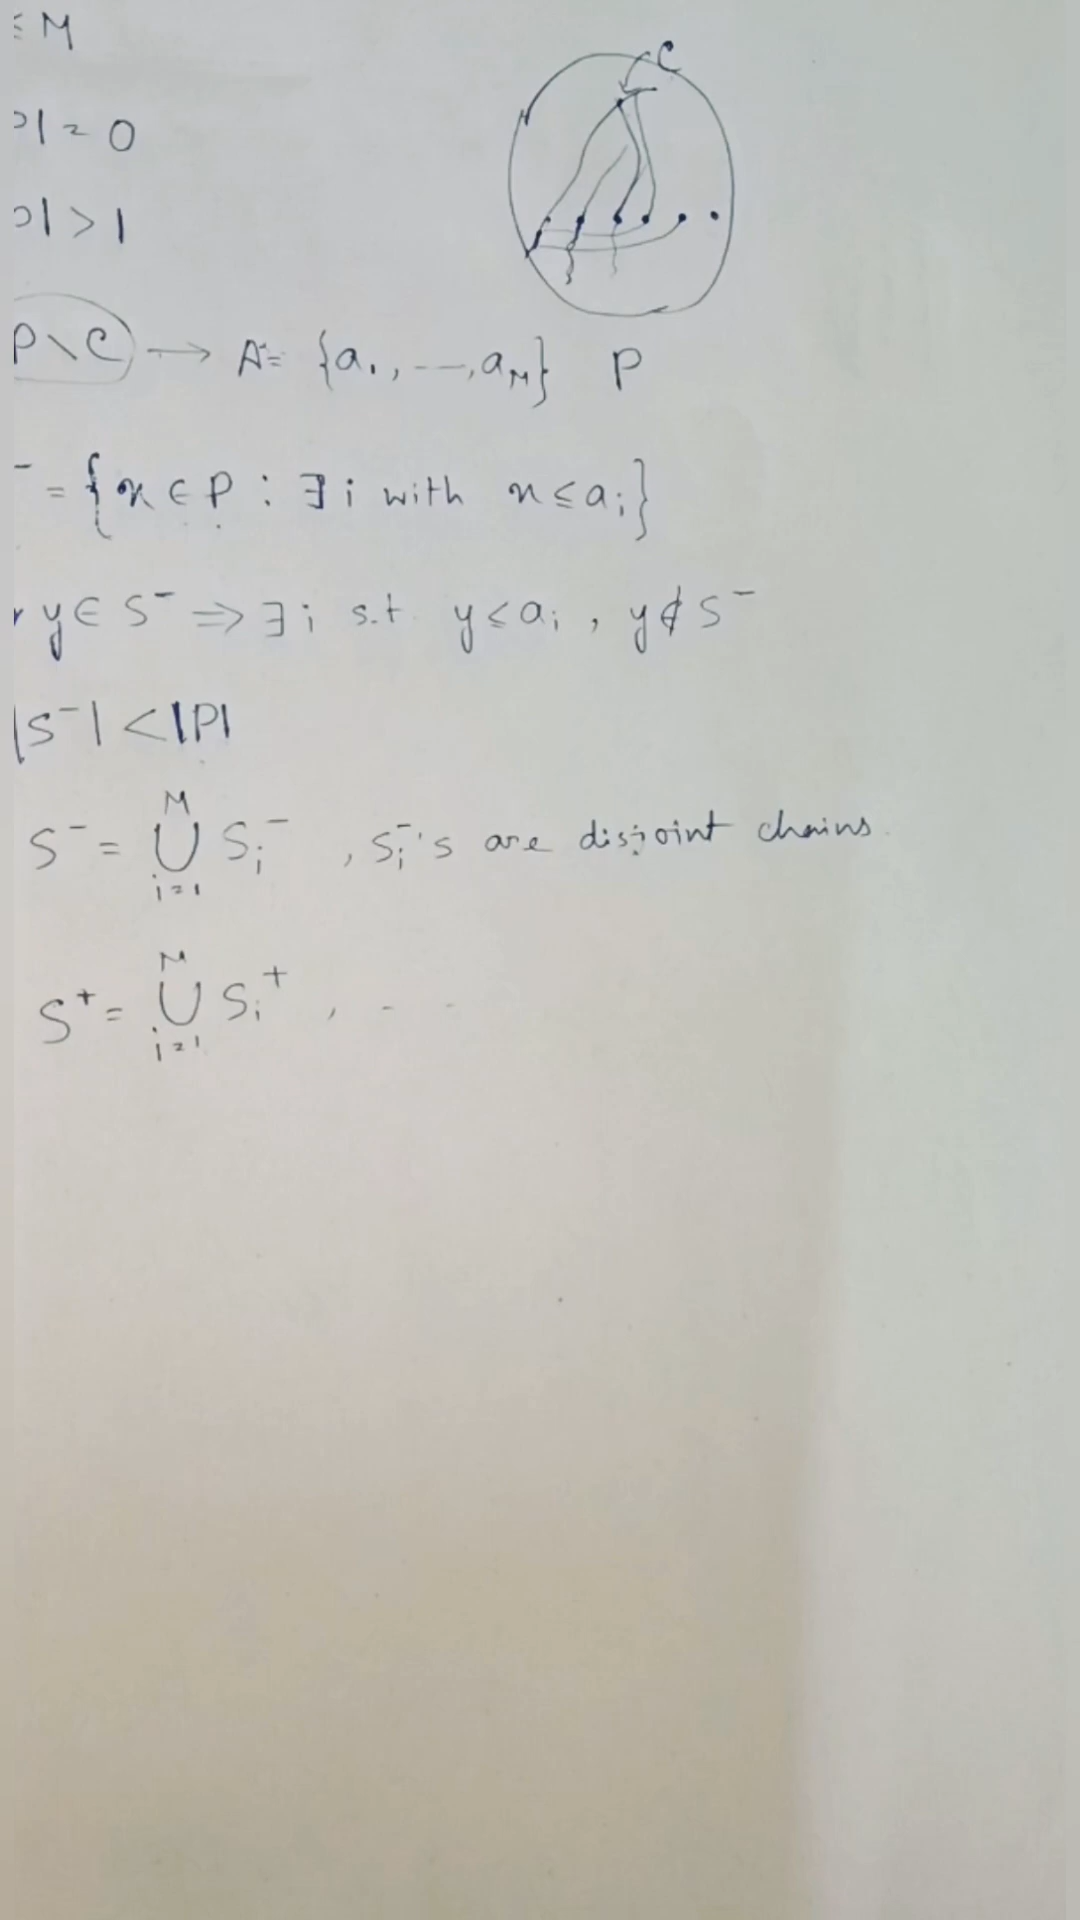 C
≤ M
P| = 0
P| > 1
P \ C → A = {a₁, ---, a_M} P
⁻ = {x ∈ P : ∃ i with x ≤ a_i}
y ∈ S⁻ ⇒ ∃ i s.t. y ≤ a_i , y ∉ S⁻
|S⁻| < |P|
S⁻ = ⋃_{i=1}^{M} S_i⁻ , S_i⁻'s are disjoint chains.
S⁺ = ⋃_{i=1}^{M} S_i⁺ , - -